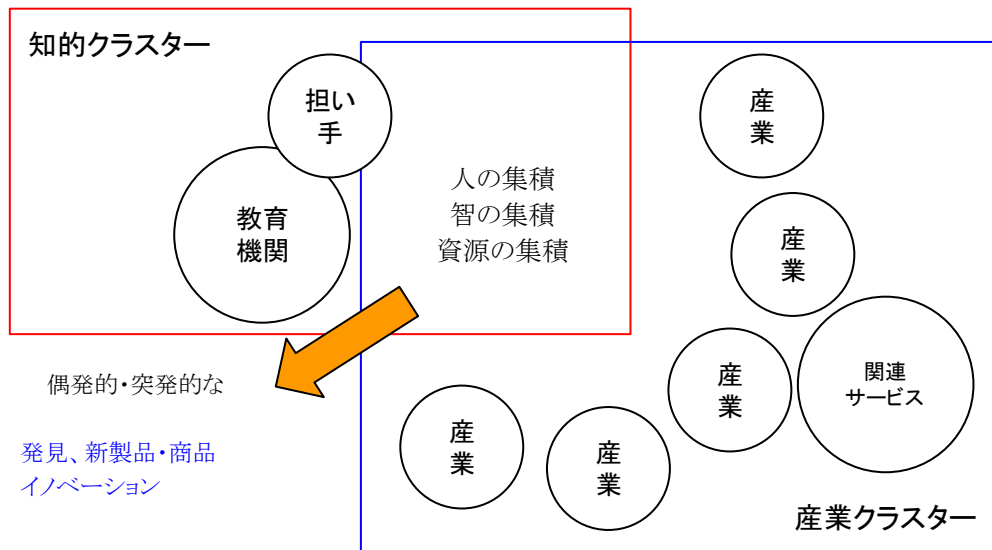 知的クラスター
担い
手
教育
機関
人の集積
智の集積
資源の集積
産
業
産
業
産
業
関連
サービス
産
業
産
業
偶発的・突発的な
発見、新製品・商品
イノベーション
産業クラスター